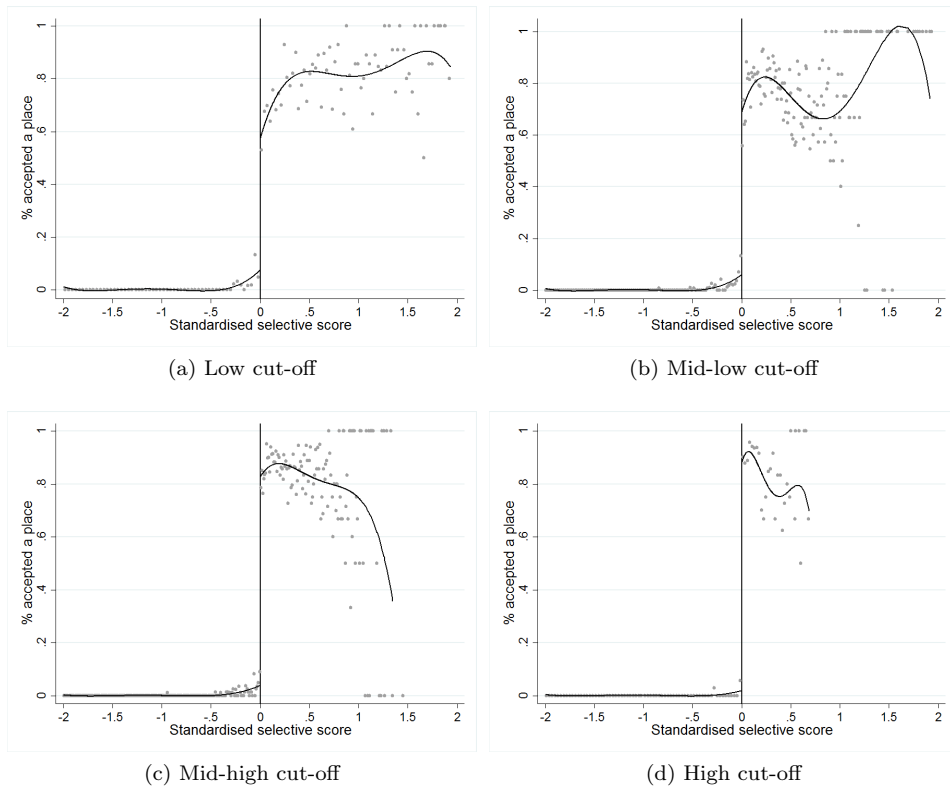 % accepted a place
0 .2 .4 .6 .8 1
-2 -1.5 -1 -.5 0 .5 1 1.5 2
Standardised selective score
(a) Low cut-off
% accepted a place
0 .2 .4 .6 .8 1
-2 -1.5 -1 -.5 0 .5 1 1.5 2
Standardised selective score
(b) Mid-low cut-off
% accepted a place
0 .2 .4 .6 .8 1
-2 -1.5 -1 -.5 0 .5 1 1.5 2
Standardised selective score
(c) Mid-high cut-off
% accepted a place
0 .2 .4 .6 .8 1
-2 -1.5 -1 -.5 0 .5 1 1.5 2
Standardised selective score
(d) High cut-off